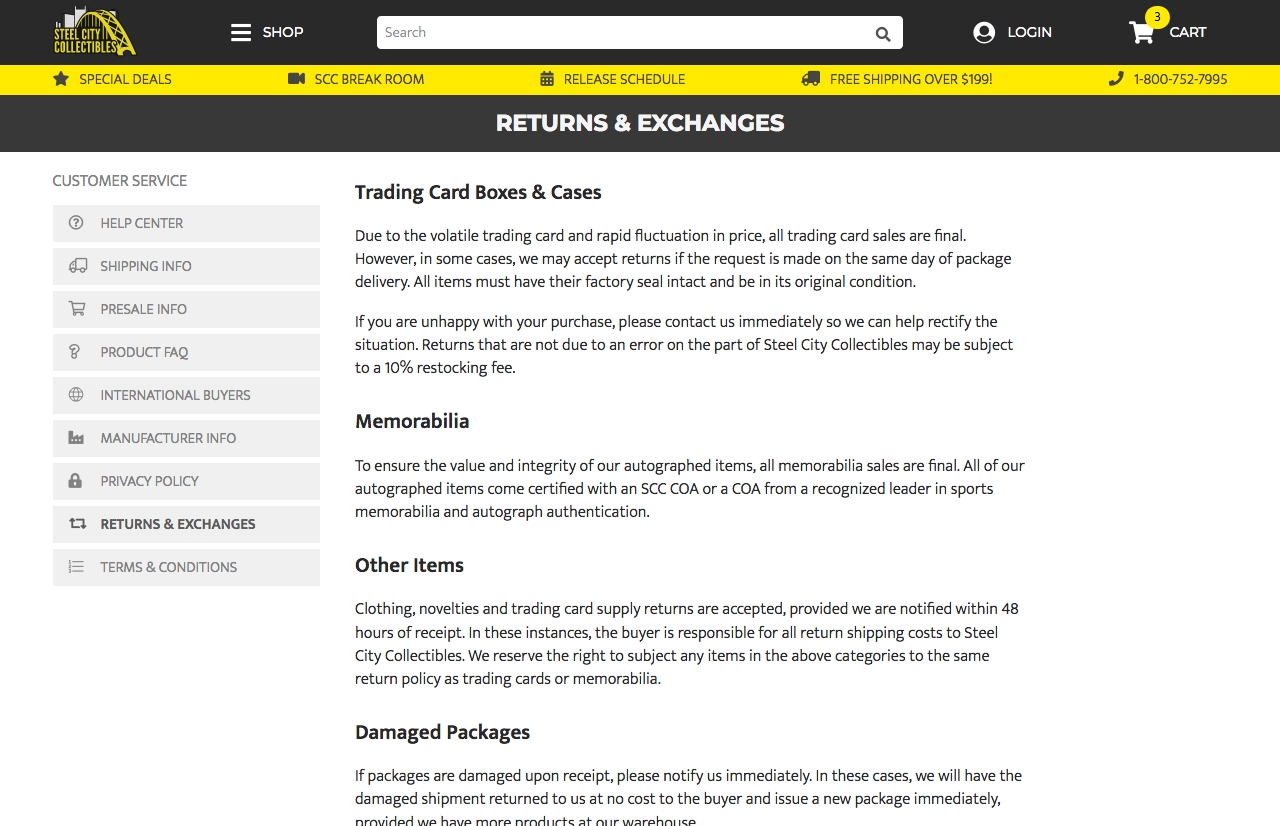 STEEL CITY
COLLECTIBLES
SHOP
Search
LOGIN
3
CART
SPECIAL DEALS
SCC BREAK ROOM
RELEASE SCHEDULE
FREE SHIPPING OVER $199!
1-800-752-7995
RETURNS & EXCHANGES
CUSTOMER SERVICE
HELP CENTER
SHIPPING INFO
PRESALE INFO
PRODUCT FAQ
INTERNATIONAL BUYERS
MANUFACTURER INFO
PRIVACY POLICY
RETURNS & EXCHANGES
TERMS & CONDITIONS
Trading Card Boxes & Cases
Due to the volatile trading card and rapid fluctuation in price, all trading card sales are final.
However, in some cases, we may accept returns if the request is made on the same day of package
delivery. All items must have their factory seal intact and be in its original condition.
If you are unhappy with your purchase, please contact us immediately so we can help rectify the
situation. Returns that are not due to an error on the part of Steel City Collectibles may be subject
to a 10% restocking fee.
Memorabilia
To ensure the value and integrity of our autographed items, all memorabilia sales are final. All of our
autographed items come certified with an SCC COA or a COA from a recognized leader in sports
memorabilia and autograph authentication.
Other Items
Clothing, novelties and trading card supply returns are accepted, provided we are notified within 48
hours of receipt. In these instances, the buyer is responsible for all return shipping costs to Steel
City Collectibles. We reserve the right to subject any items in the above categories to the same
return policy as trading cards or memorabilia.
Damaged Packages
If packages are damaged upon receipt, please notify us immediately. In these cases, we will have the
damaged shipment returned to us at no cost to the buyer and issue a new package immediately,
provided we have more products at our warehouse.